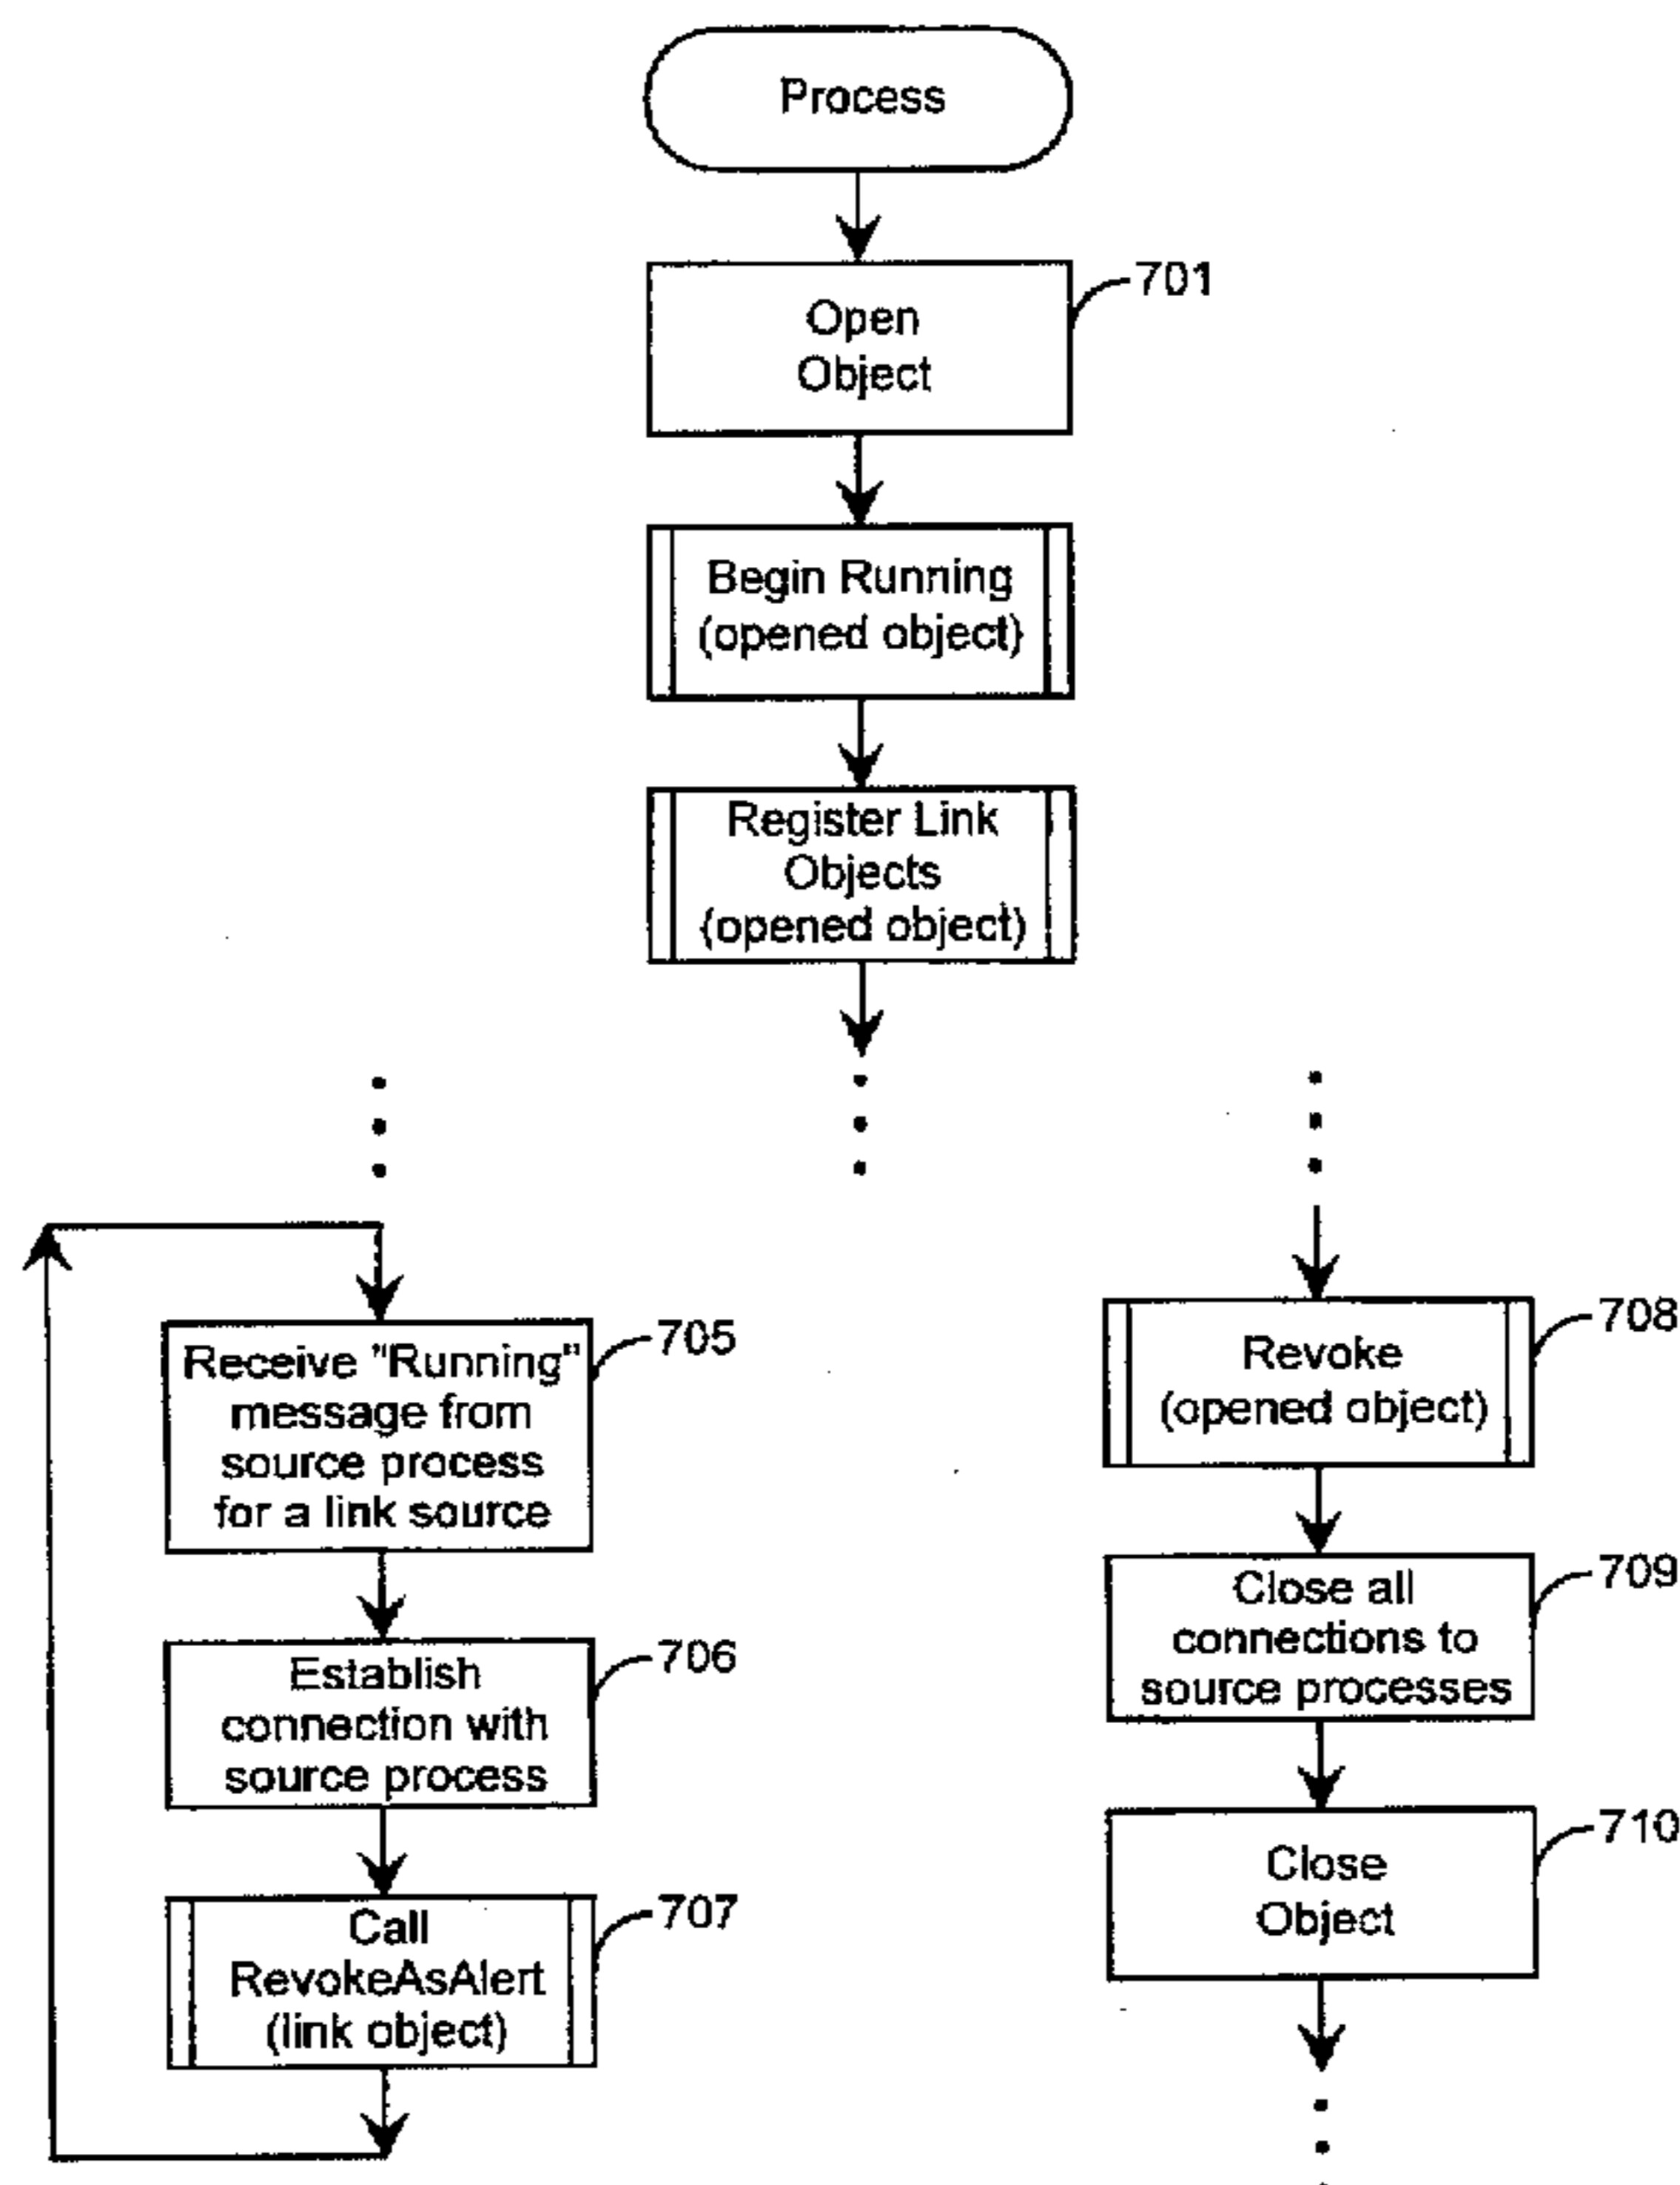 Process
Open
Object
701
Begin Running
(opened object)
Register Link
Objects
(opened object)
Receive "Running"
message from
source process
for a link source
705
Establish
connection with
source process
706
Call
RevokeAsAlert
(link object)
707
Revoke
(opened object)
708
Close all
connections to
source processes
709
Close
Object
710